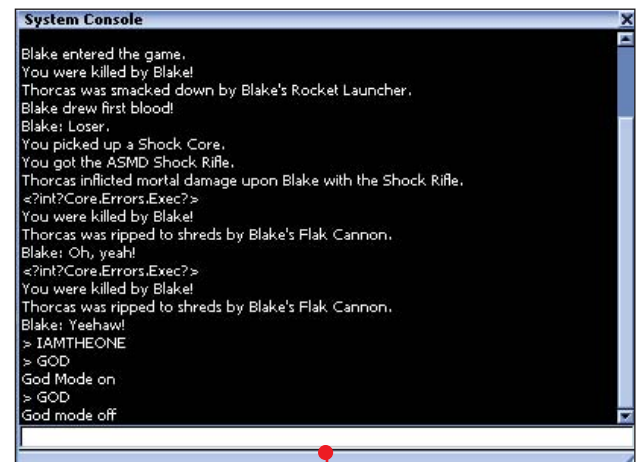 System Console
Blake entered the game.
You were killed by Blake!
Thorcas was smacked down by Blake's Rocket Launcher.
Blake drew first blood!
Blake: Loser.
You picked up a Shock Core.
You got the ASMD Shock Rifle.
Thorcas inflicted mortal damage upon Blake with the Shock Rifle.
<?int?Core.Errors.Exec?>
You were killed by Blake!
Thorcas was ripped to shreds by Blake's Flak Cannon.
Blake: Oh, yeah!
<?int?Core.Errors.Exec?>
You were killed by Blake!
Thorcas was ripped to shreds by Blake's Flak Cannon.
Blake: Yeehaw!
> IAMTHEONE
> GOD
God Mode on
> GOD
God mode off